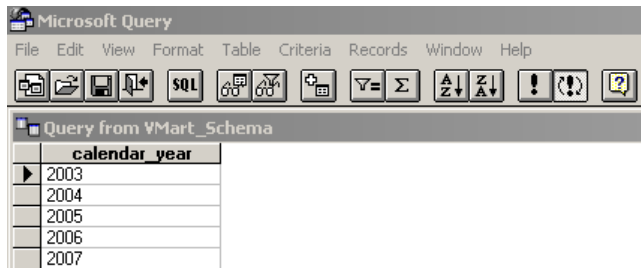 Microsoft Query
File Edit View Format Table Criteria Records Window Help
SQL
Query from VMart_Schema
calendar_year
2003
2004
2005
2006
2007